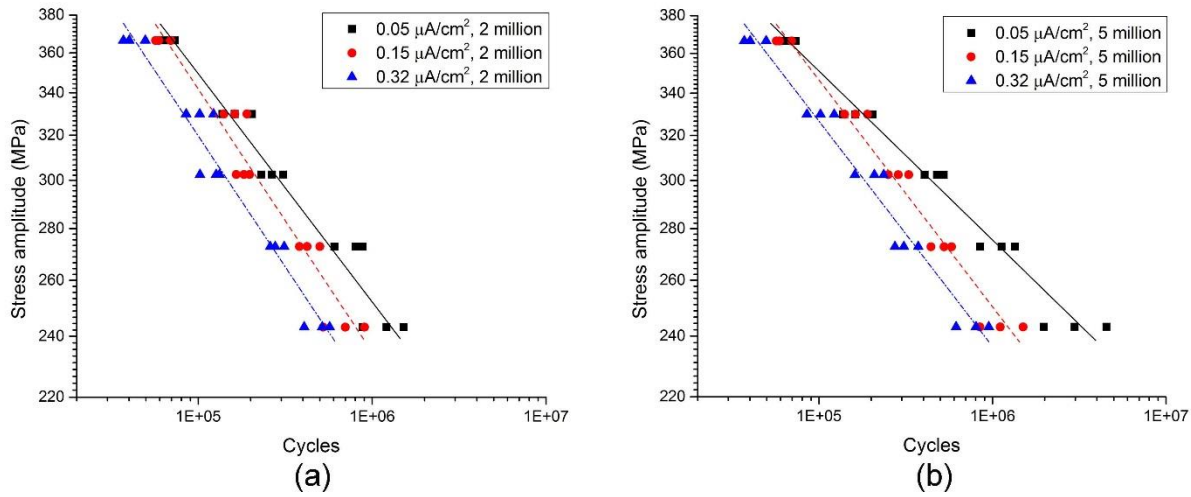 380
360
340
320
300
280
260
240
220
Stress amplitude (MPa)
0.05 μA/cm², 2 million
0.15 μA/cm², 2 million
0.32 μA/cm², 2 million
1E+05
1E+06
1E+07
Cycles
(a)
380
360
340
320
300
280
260
240
220
Stress amplitude (MPa)
0.05 μA/cm², 5 million
0.15 μA/cm², 5 million
0.32 μA/cm², 5 million
1E+05
1E+06
1E+07
Cycles
(b)